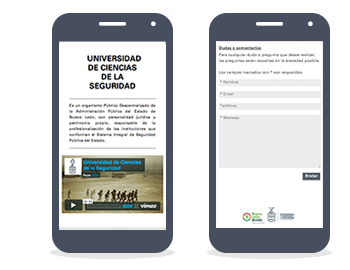 UNIVERSIDAD
DE CIENCIAS
DE LA
SEGURIDAD
Es un organismo Público Descentralizado de
la Administración Pública del Estado de
Nuevo León, con personalidad jurídica y
patrimonio propio, responsable de la
profesionalización de las instituciones que
conforman el Sistema Integral de Seguridad
Pública del Estado.
Universidad de Ciencias
de la Seguridad
vimeo
Dudas o comentarios
Para cualquier duda o pregunta que desee realizar,
las preguntas serán resueltas en la brevedad posible.
Los campos marcados con * son requeridos
* Nombre
* Email
Teléfono
* Mensaje
Enviar